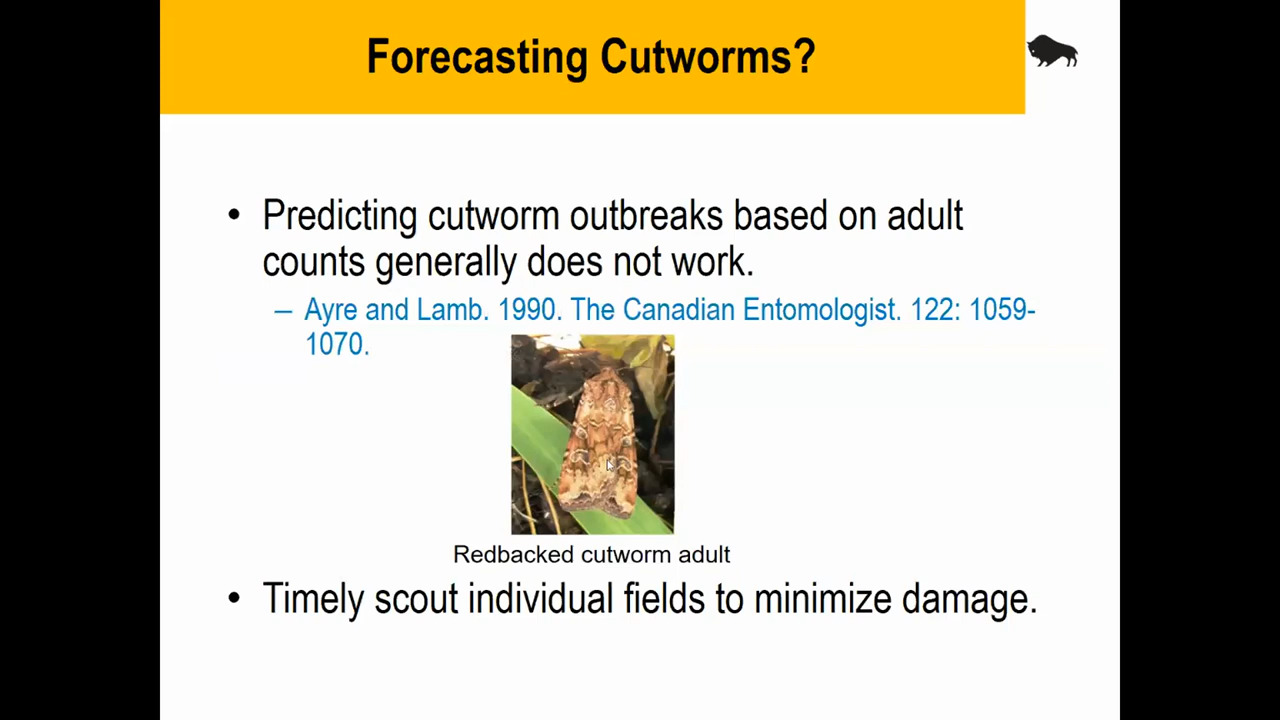 Forecasting Cutworms?
• Predicting cutworm outbreaks based on adult
counts generally does not work.
– Ayre and Lamb. 1990. The Canadian Entomologist. 122: 1059-
1070.
Redbacked cutworm adult
• Timely scout individual fields to minimize damage.